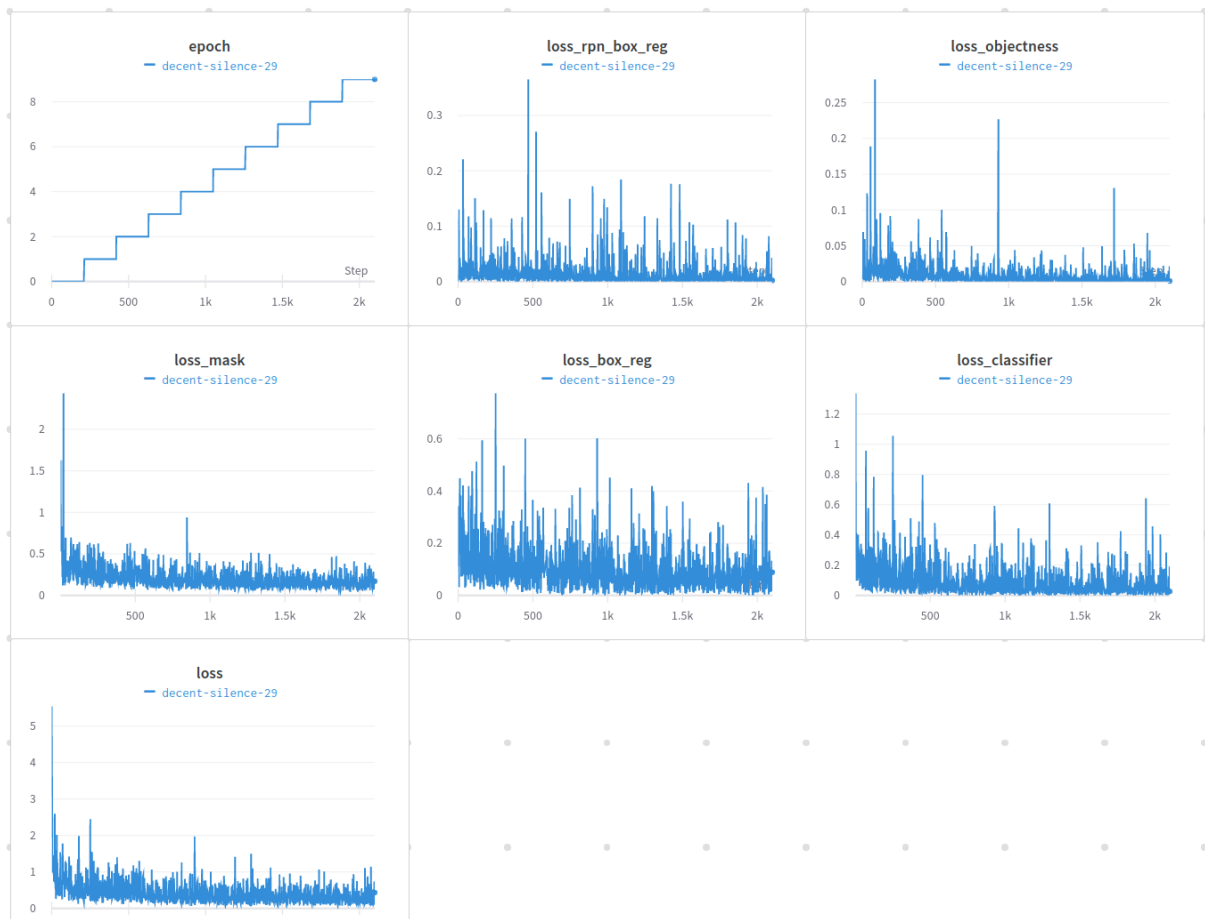 epoch
decent-silence-29
8
6
4
2
0
Step
500
1k
1.5k
2k
loss_rpn_box_reg
decent-silence-29
0.3
0.2
0.1
0
0
500
1k
1.5k
2k
loss_objectness
decent-silence-29
0.25
0.2
0.15
0.1
0.05
0
0
500
1k
1.5k
2k
loss_mask
decent-silence-29
2
1.5
1
0.5
0
500
1k
1.5k
2k
loss_box_reg
decent-silence-29
0.6
0.4
0.2
0
0
500
1k
1.5k
2k
loss_classifier
decent-silence-29
1.2
1
0.8
0.6
0.4
0.2
0
500
1k
1.5k
2k
loss
decent-silence-29
5
4
3
2
1
0